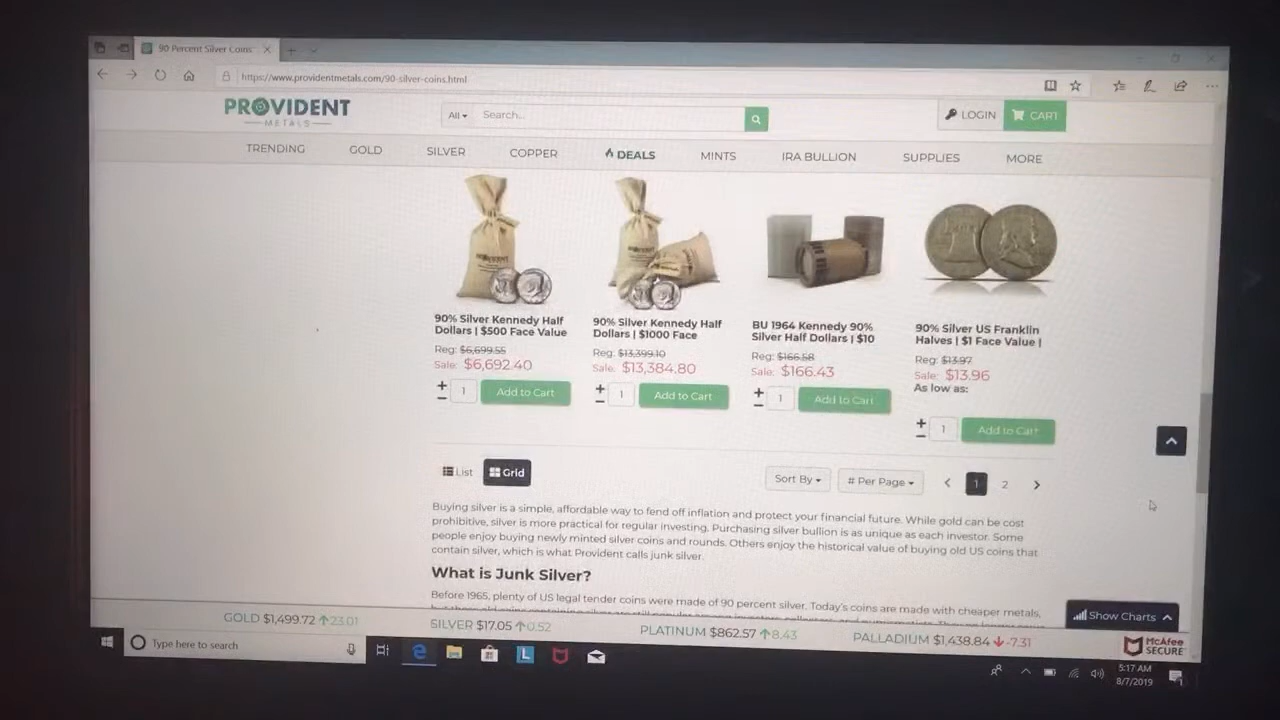 90 Percent Silver Coins
https://www.providentmetals.com/90-silver-coins.html
PROVIDENT
METALS
All
Search...
LOGIN
CART
TRENDING
GOLD
SILVER
COPPER
DEALS
MINTS
IRA BULLION
SUPPLIES
MORE
90% Silver Kennedy Half
Dollars | $500 Face Value
Reg: $6,699.55
Sale: $6,692.40
1
Add to Cart
90% Silver Kennedy Half
Dollars | $1000 Face
Reg: $13,399.10
Sale: $13,384.80
1
Add to Cart
BU 1964 Kennedy 90%
Silver Half Dollars | $10
Reg: $166.58
Sale: $166.43
1
Add to Cart
90% Silver US Franklin
Halves | $1 Face Value |
Reg: $13.97
Sale: $13.96
As low as:
1
Add to Cart
List
Grid
Sort By
# Per Page
1
2
Buying silver is a simple, affordable way to fend off inflation and protect your financial future. While gold can be cost
prohibitive, silver is more practical for regular investing. Purchasing silver bullion is as unique as each investor. Some
people enjoy buying newly minted silver coins and rounds. Others enjoy the historical value of buying old US coins that
contain silver, which is what Provident calls junk silver.
What is Junk Silver?
Before 1965, plenty of US legal tender coins were made of 90 percent silver. Today's coins are made with cheaper metals,
Show Charts
GOLD $1,499.72 23.01
SILVER $17.05 0.52
PLATINUM $862.57 8.43
PALLADIUM $1,438.84 -7.31
McAfee
SECURE
Type here to search
L
5:17 AM
8/7/2019